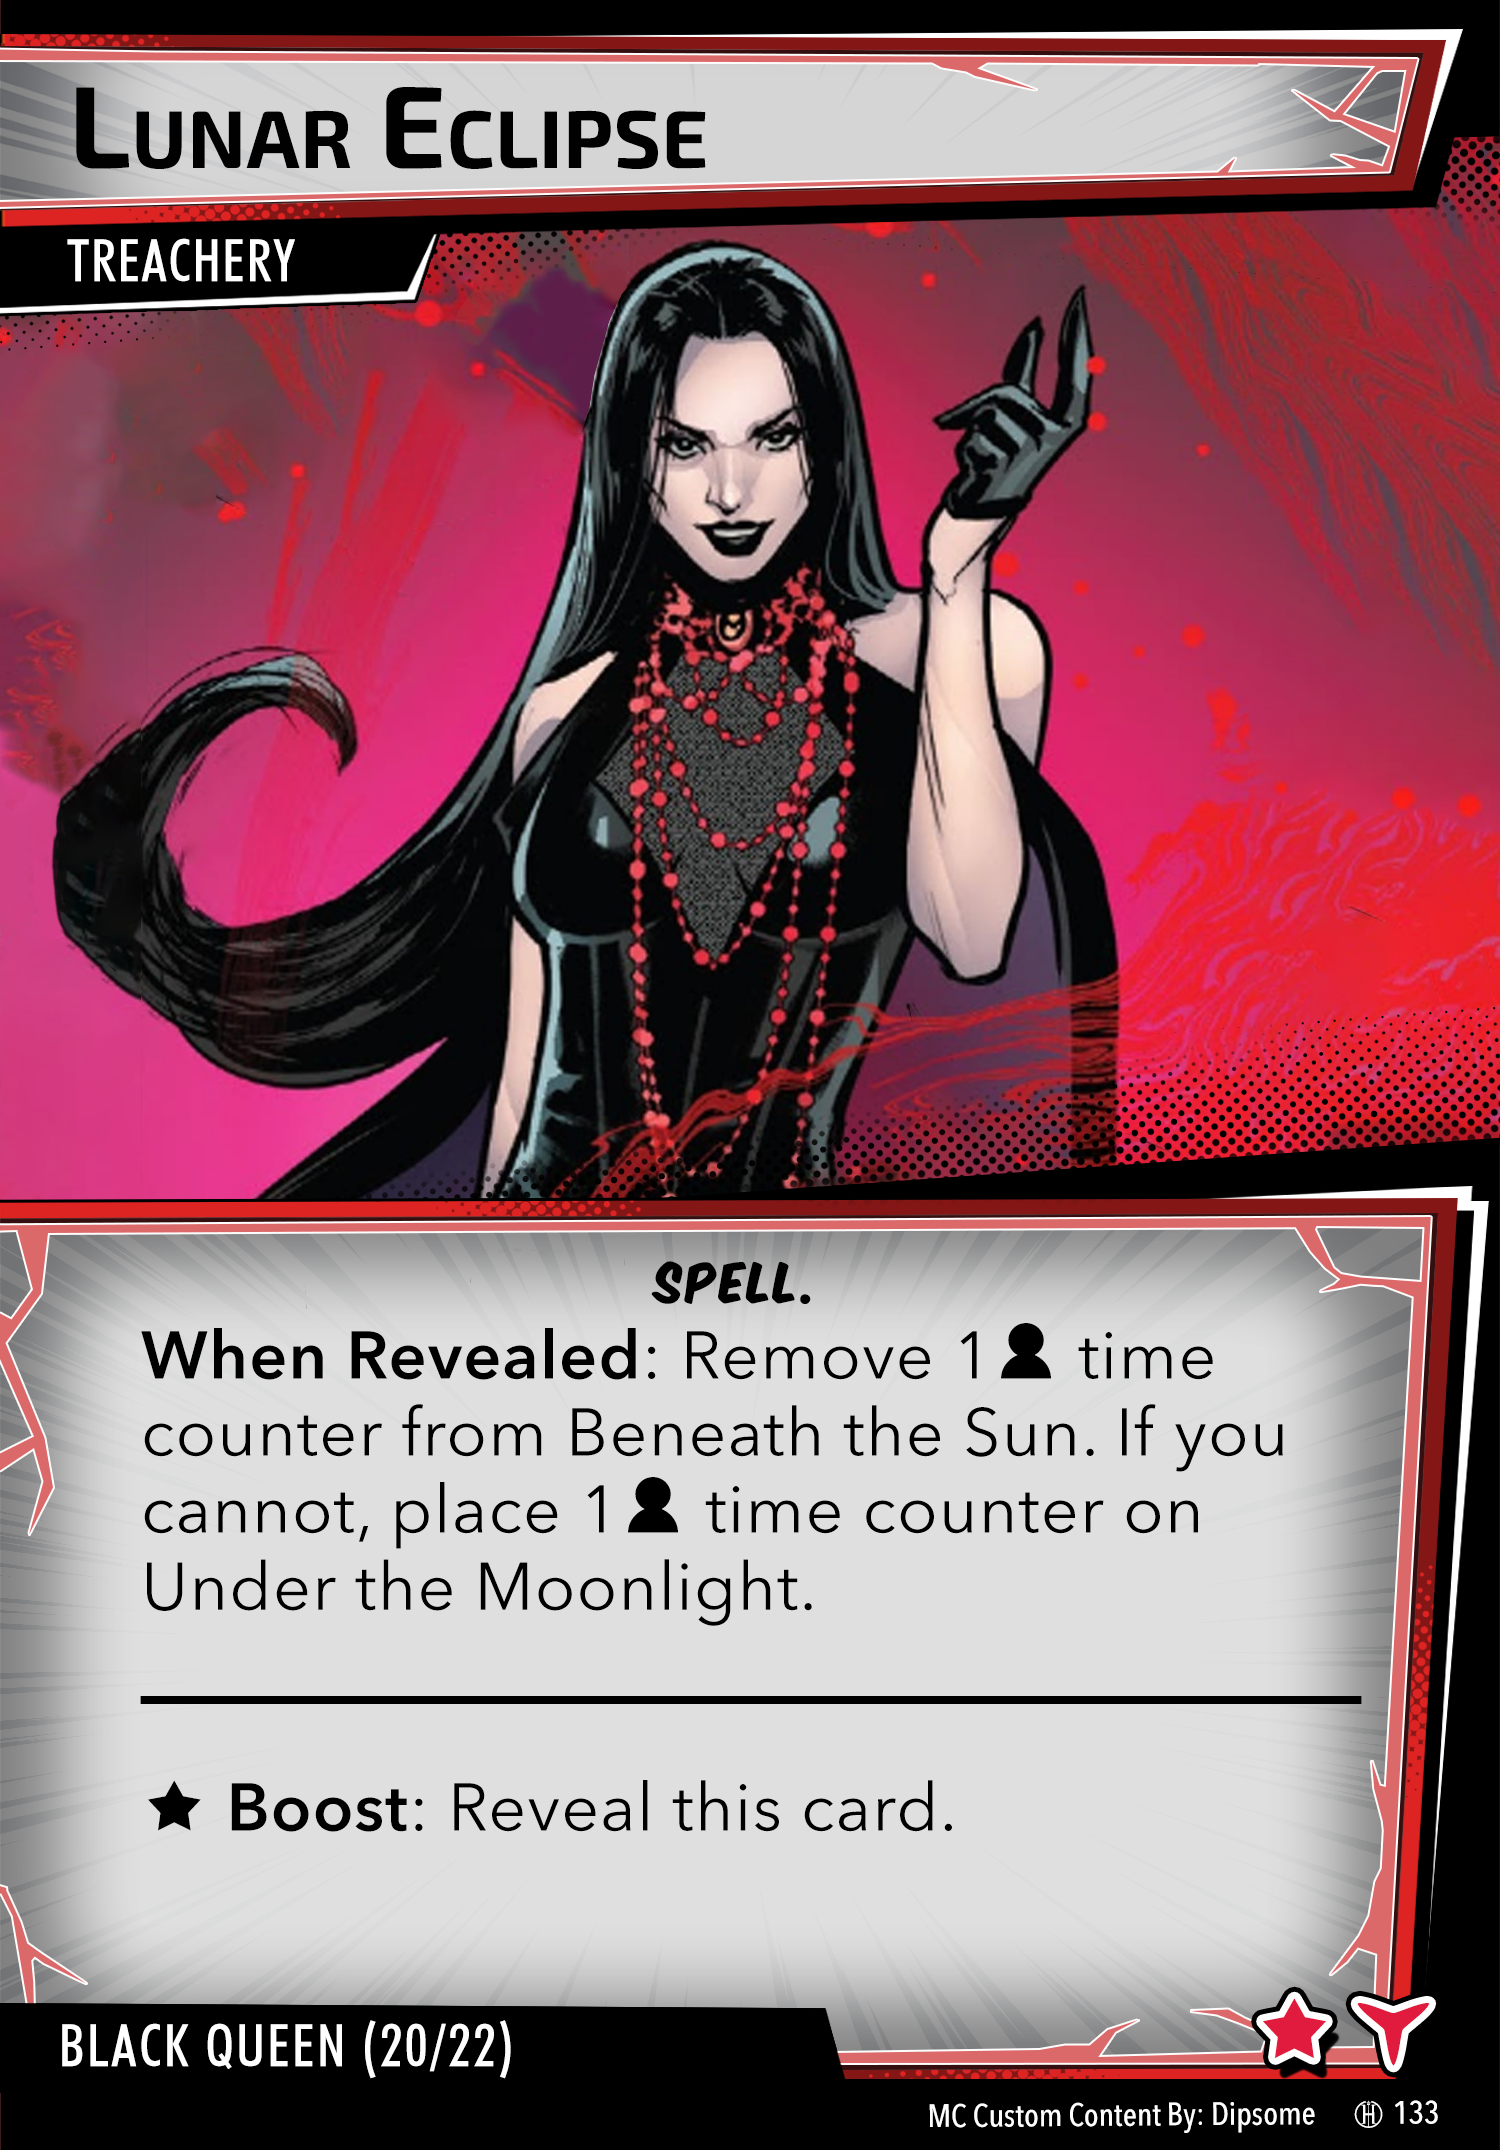 Lunar Eclipse
TREACHERY
SPELL.
When Revealed: Remove 1 time
counter from Beneath the Sun. If you
cannot, place 1 time counter on
Under the Moonlight.
★ Boost: Reveal this card.
BLACK QUEEN (20/22)
MC Custom Content By: Dipsome 133